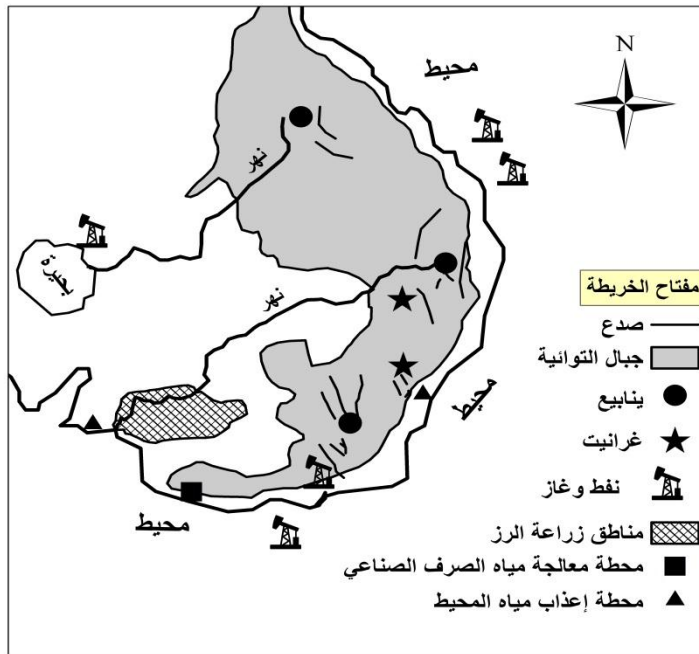 N
محيط
نهر
بحيرة
نهر
محيط
محيط
مفتاح الخريطة
صدع
جبال التوائية
ينابيع
غرانيت
نفط وغاز
مناطق زراعة الرز
محطة معالجة مياه الصرف الصناعي
محطة إعذاب مياه المحيط